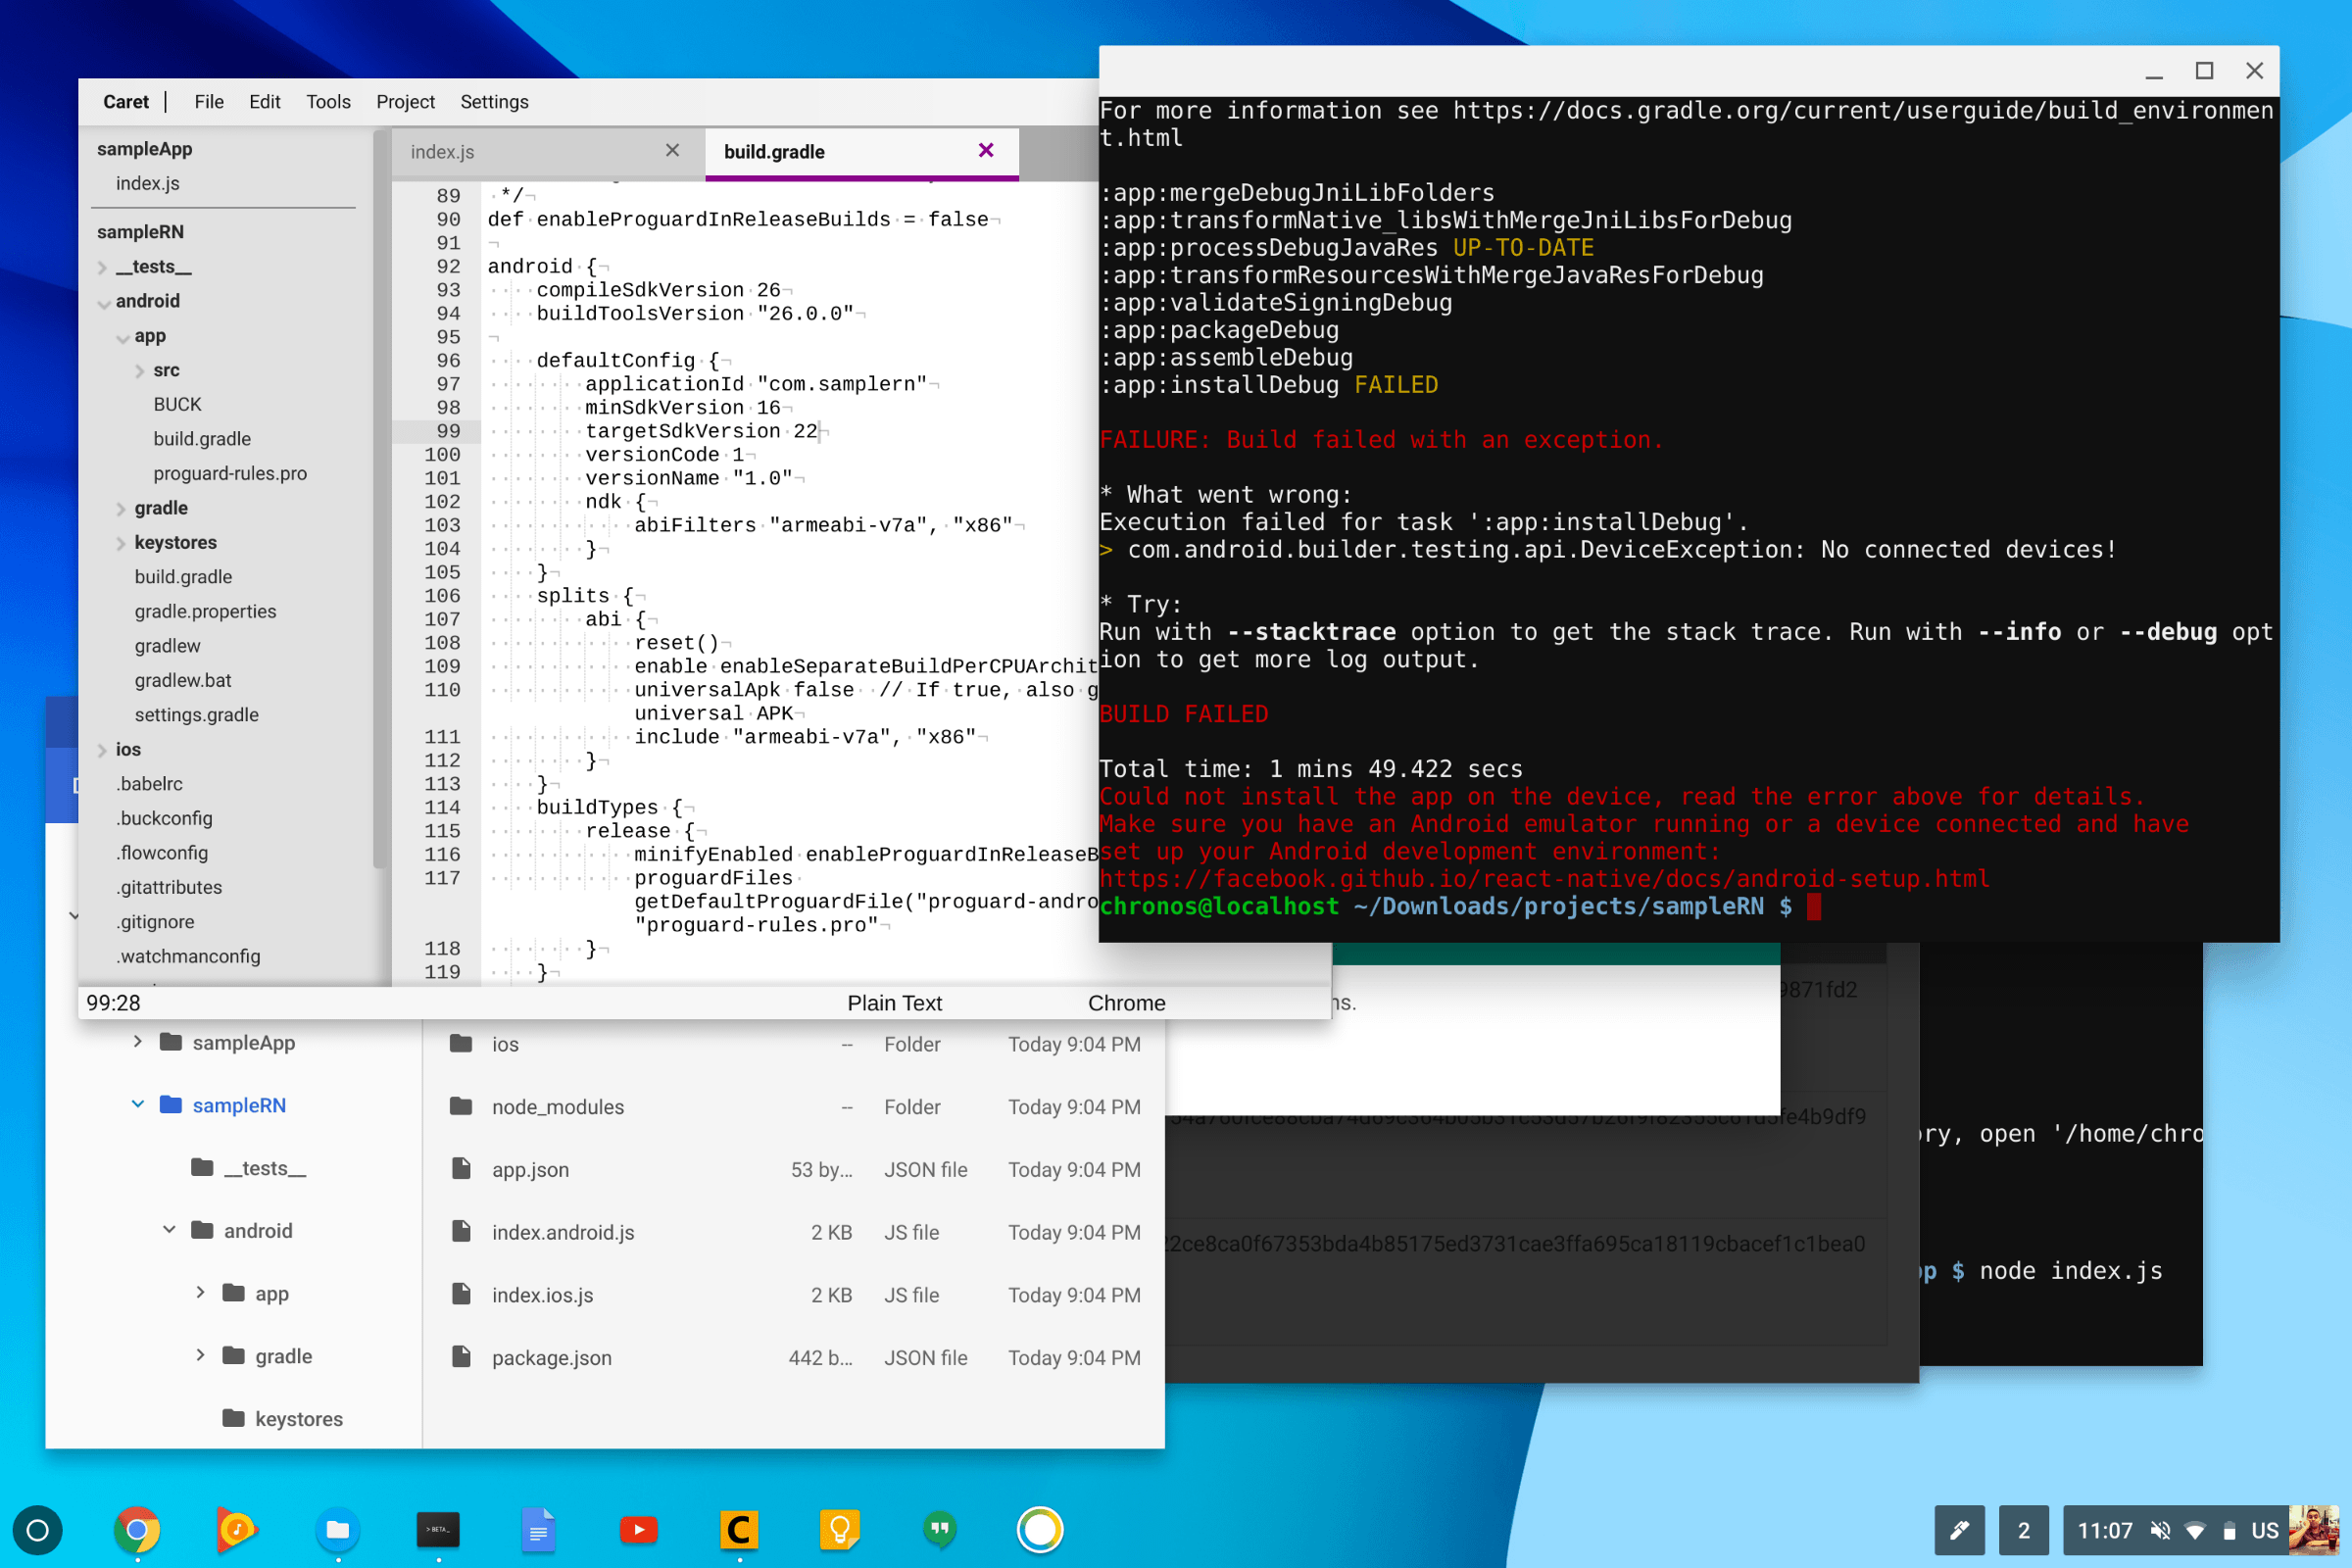 Caret | File Edit Tools Project Settings
sampleApp
index.js
sampleRN
__tests__
android
app
src
BUCK
build.gradle
proguard-rules.pro
gradle
keystores
build.gradle
gradle.properties
gradlew
gradlew.bat
settings.gradle
ios
.babelrc
.buckconfig
.flowconfig
.gitattributes
.gitignore
.watchmanconfig
index.js
build.gradle
89 */
90 def enableProguardInReleaseBuilds = false
91
92 android {
93 compileSdkVersion 26
94 buildToolsVersion "26.0.0"
95
96 defaultConfig {
97 applicationId "com.samplern"
98 minSdkVersion 16
99 targetSdkVersion 22
100 versionCode 1
101 versionName "1.0"
102 ndk {
103 abiFilters "armeabi-v7a", "x86"
104 }
105 }
106 splits {
107 abi {
108 reset()
109 enable enableSeparateBuildPerCPUArchit
110 universalApk false // If true, also g
universal APK
111 include "armeabi-v7a", "x86"
112 }
113 }
114 buildTypes {
115 release {
116 minifyEnabled enableProguardInReleaseB
117 proguardFiles
getDefaultProguardFile("proguard-andro
"proguard-rules.pro"
118 }
119 }
99:28 Plain Text Chrome
For more information see https://docs.gradle.org/current/userguide/build_environmen
t.html
:app:mergeDebugJniLibFolders
:app:transformNative_libsWithMergeJniLibsForDebug
:app:processDebugJavaRes UP-TO-DATE
:app:transformResourcesWithMergeJavaResForDebug
:app:validateSigningDebug
:app:packageDebug
:app:assembleDebug
:app:installDebug FAILED
FAILURE: Build failed with an exception.
* What went wrong:
Execution failed for task ':app:installDebug'.
> com.android.builder.testing.api.DeviceException: No connected devices!
* Try:
Run with --stacktrace option to get the stack trace. Run with --info or --debug opt
ion to get more log output.
BUILD FAILED
Total time: 1 mins 49.422 secs
Could not install the app on the device, read the error above for details.
Make sure you have an Android emulator running or a device connected and have
set up your Android development environment:
https://facebook.github.io/react-native/docs/android-setup.html
chronos@localhost ~/Downloads/projects/sampleRN $
sampleApp
sampleRN
__tests__
android
app
gradle
keystores
ios -- Folder Today 9:04 PM
node_modules -- Folder Today 9:04 PM
app.json 53 by... JSON file Today 9:04 PM
index.android.js 2 KB JS file Today 9:04 PM
index.ios.js 2 KB JS file Today 9:04 PM
package.json 442 b... JSON file Today 9:04 PM
ns.
9871fd2
fe4b9df9
22ce8ca0f67353bda4b85175ed3731cae3ffa695ca18119cbacef1c1bea0
ory, open '/home/chro
pp $ node index.js
> BETA_
C
2
11:07 US